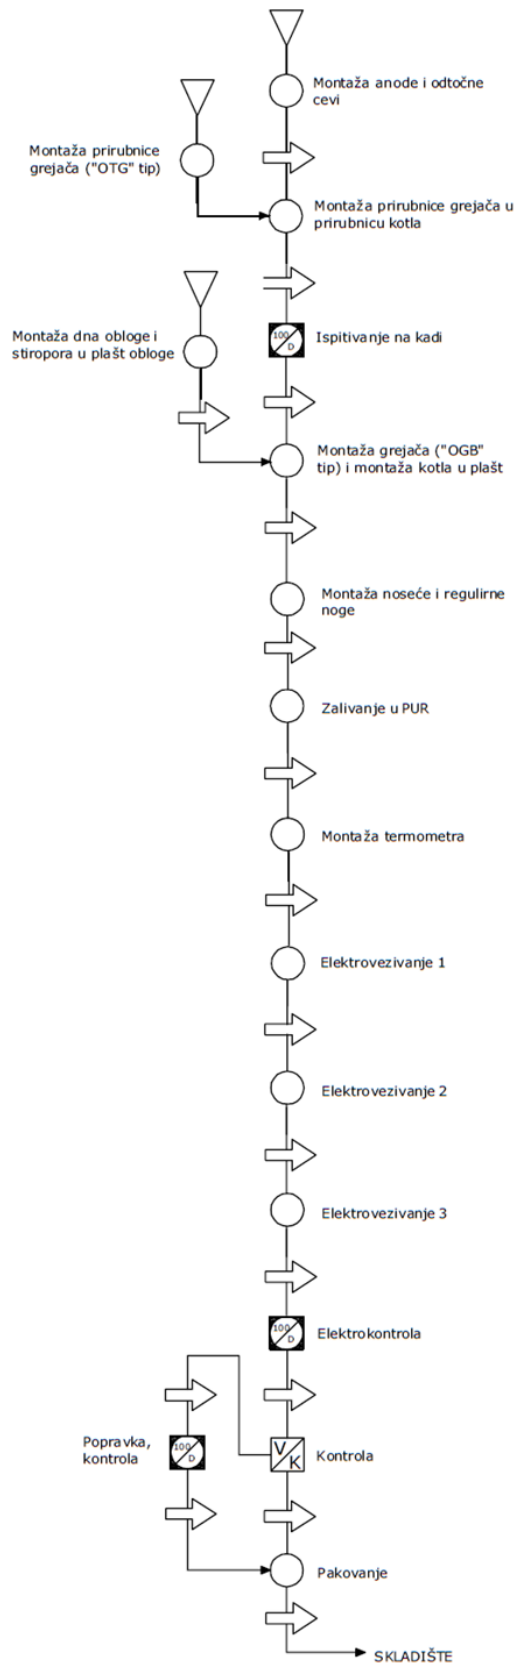 Montaža anode i odtočne
cevi
Montaža prirubnice
grejača ("OTG" tip)
Montaža prirubnice grejača u
prirubnicu kotla
100
D
Ispitivanje na kadi
Montaža dna obloge i
stiropora u plašt obloge
Montaža grejača ("OGB"
tip) i montaža kotla u plašt
Montaža noseće i regulirne
noge
Zalivanje u PUR
Montaža termometra
Elektrovezivanje 1
Elektrovezivanje 2
Elektrovezivanje 3
100
D
Elektrokontrola
Popravka,
kontrola
100
D
V
K
Kontrola
Pakovanje
SKLADIŠTE